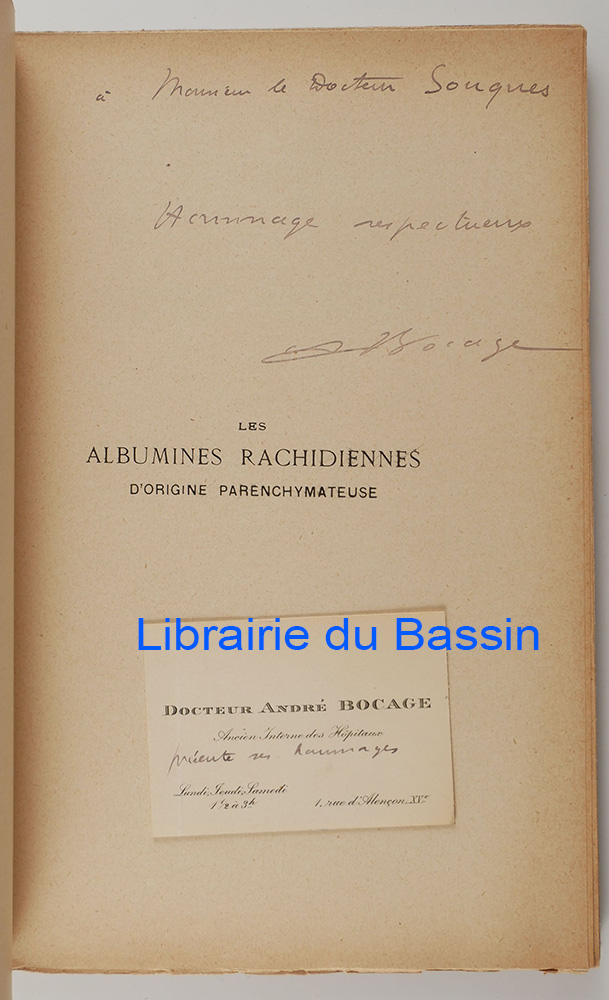 à Monsieur le Docteur Souques
Hommage respectueux
A Bocage
LES
ALBUMINES RACHIDIENNES
D'ORIGINE PARENCHYMATEUSE
Librairie du Bassin
DOCTEUR ANDRÉ BOCAGE
Ancien Interne des Hôpitaux
présente ses hommages
Lundi, Jeudi, Samedi
1 1/2 à 3h
1, rue d'Alençon, XVe